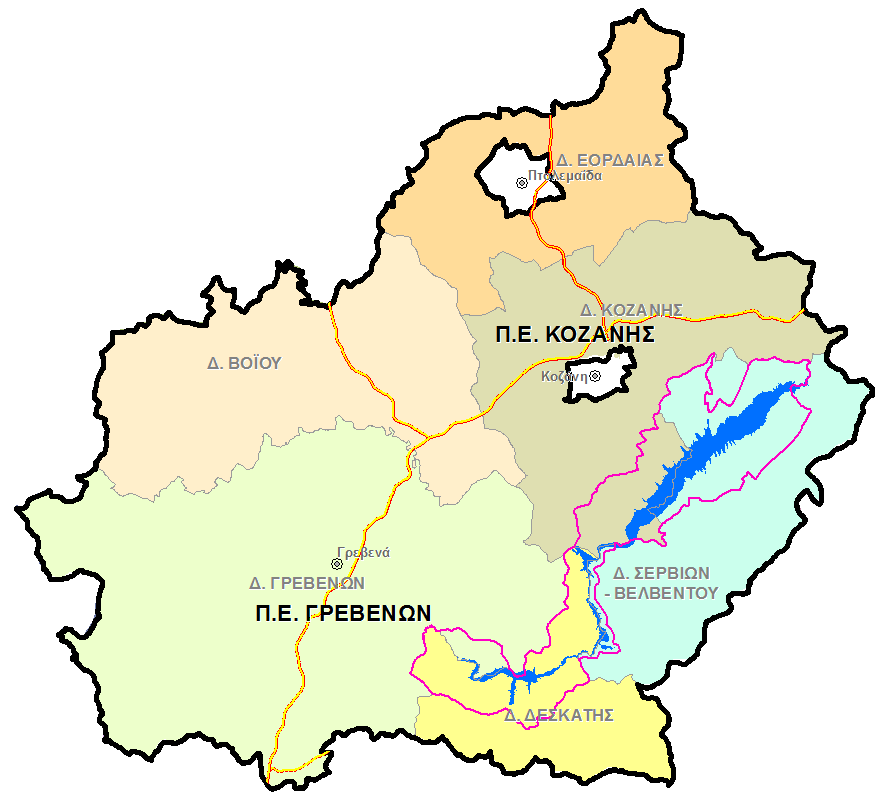 Δ. ΕΟΡΔΑΙΑΣ
Πτολεμαΐδα
Δ. ΚΟΖΑΝΗΣ
Π.Ε. ΚΟΖΑΝΗΣ
Δ. ΒΟΪΟΥ
Κοζάνη
Γρεβενά
Δ. ΓΡΕΒΕΝΩΝ
Δ. ΣΕΡΒΙΩΝ
- ΒΕΛΒΕΝΤΟΥ
Π.Ε. ΓΡΕΒΕΝΩΝ
Δ. ΔΕΣΚΑΤΗΣ